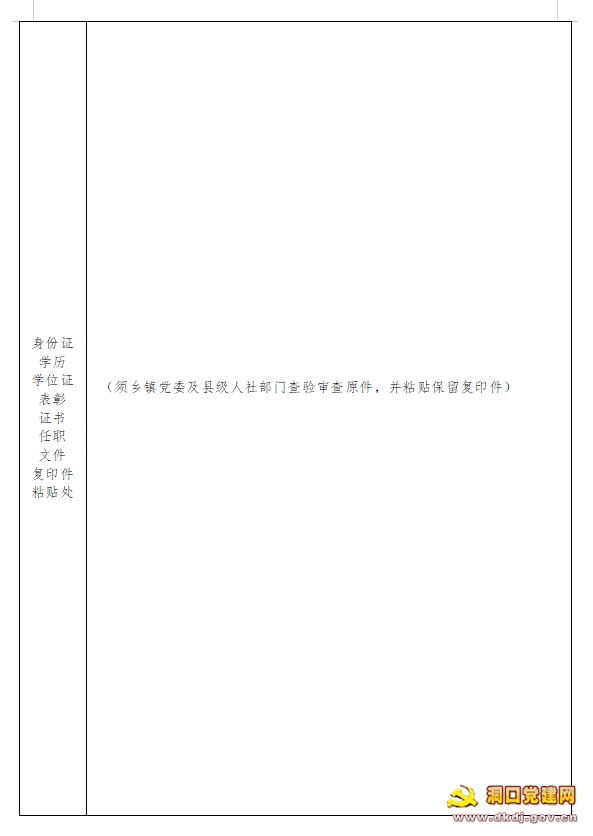 身份证
学历
学位证
表彰
证书
任职
文件
复印件
粘贴处
（须乡镇党委及县级人社部门查验审查原件，并粘贴保留复印件）
洞口党建网
www.dkdj.gov.cn